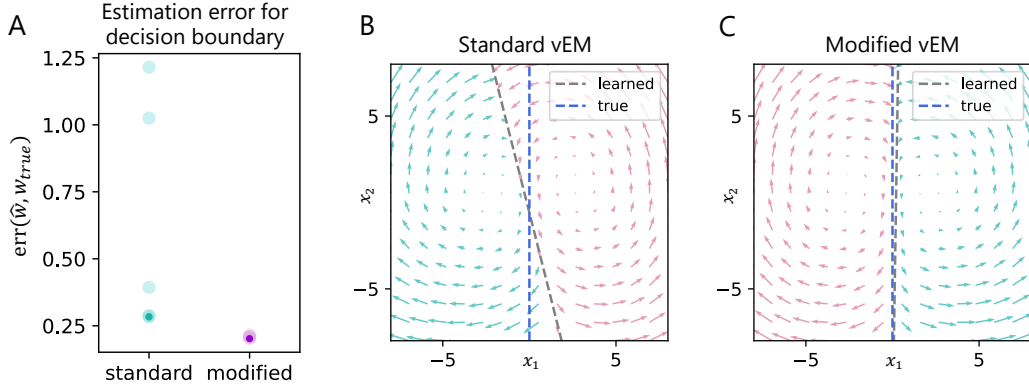 A
Estimation error for
decision boundary
err(ŵ, w_true)
1.25
1.00
0.75
0.50
0.25
standard
modified
B
Standard vEM
learned
true
x₂
5
−5
−5
x₁
5
C
Modified vEM
learned
true
x₂
5
−5
−5
x₁
5